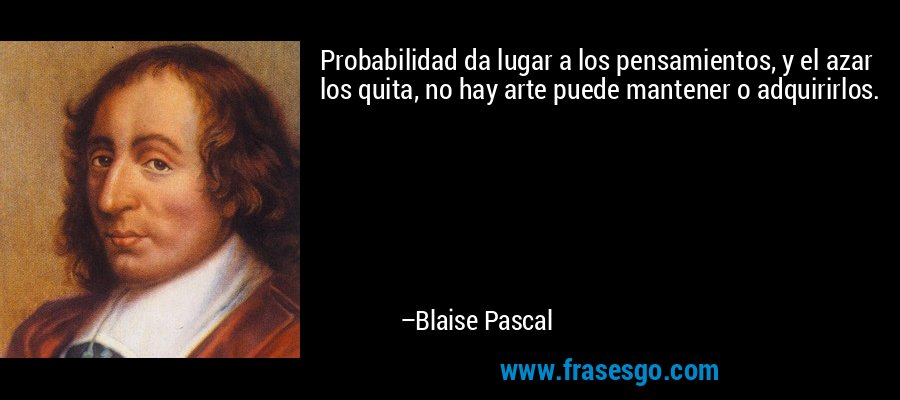 Probabilidad da lugar a los pensamientos, y el azar
los quita, no hay arte puede mantener o adquirirlos.
–Blaise Pascal
www.frasesgo.com